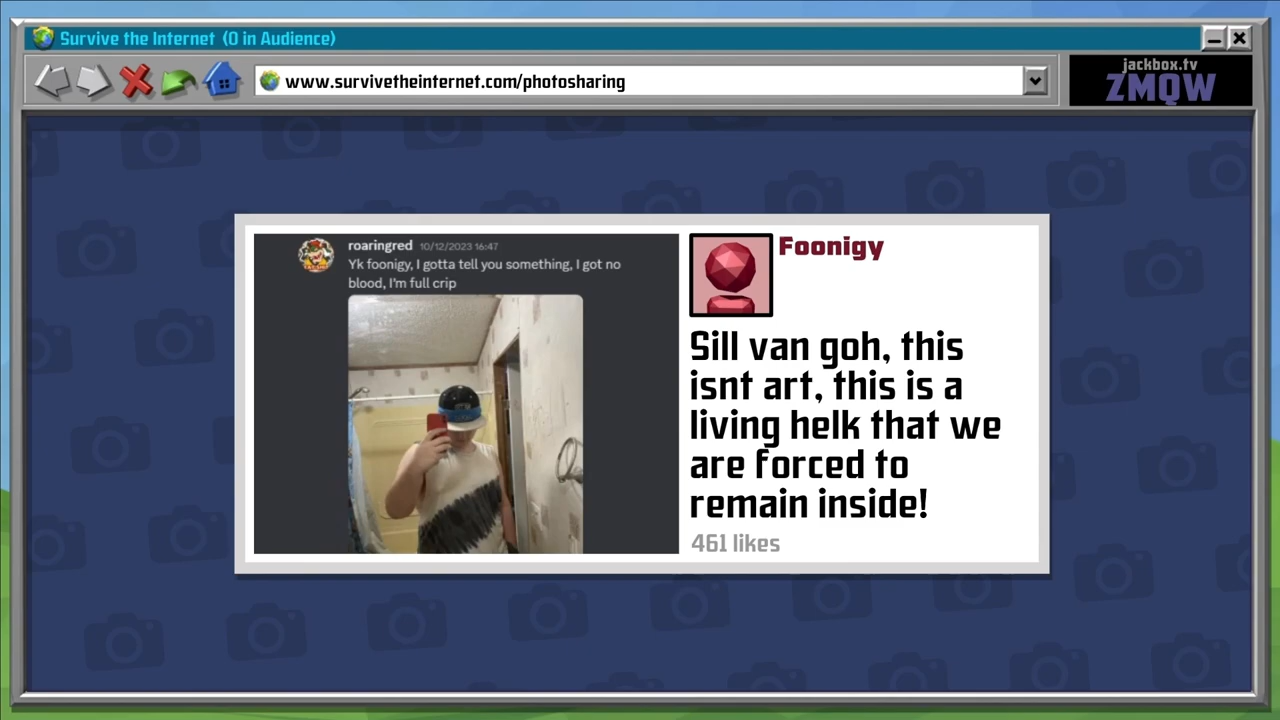 Survive the Internet (0 in Audience)
www.survivetheinternet.com/photosharing
jackbox.tv
ZMQW
roaringred 10/12/2023 16:47
Yk foonigy, I gotta tell you something, I got no
blood, I'm full crip
Foonigy
Sill van goh, this
isnt art, this is a
living helk that we
are forced to
remain inside!
461 likes